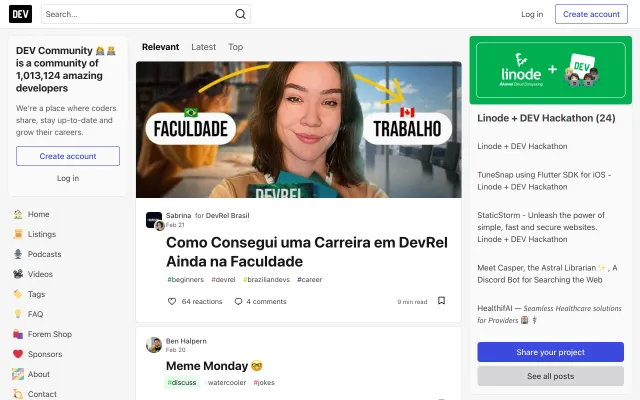 DEV
Search...
Log in
Create account
DEV Community 👩‍💻👨‍💻
is a community of
1,013,124 amazing
developers
We're a place where coders
share, stay up-to-date and
grow their careers.
Create account
Log in
Home
Listings
Podcasts
Videos
Tags
FAQ
Forem Shop
Sponsors
About
Contact
Relevant
Latest
Top
FACULDADE
TRABALHO
DEVREL
Sabrina for DevRel Brasil
Feb 21
Como Consegui uma Carreira em DevRel
Ainda na Faculdade
#beginners #devrel #braziliandevs #career
64 reactions
4 comments
9 min read
Ben Halpern
Feb 20
Meme Monday 🤓
#discuss #watercooler #jokes
linode
Akamai Cloud Computing
+
DEV
Linode + DEV Hackathon (24)
Linode + DEV Hackathon
TuneSnap using Flutter SDK for iOS -
Linode + DEV Hackathon
StaticStorm - Unleash the power of
simple, fast and secure websites.
Linode + DEV Hackathon
Meet Casper, the Astral Librarian ✨ , A
Discord Bot for Searching the Web
HealthifAI — Seamless Healthcare solutions
for Providers 🏥 ⚕
Share your project
See all posts